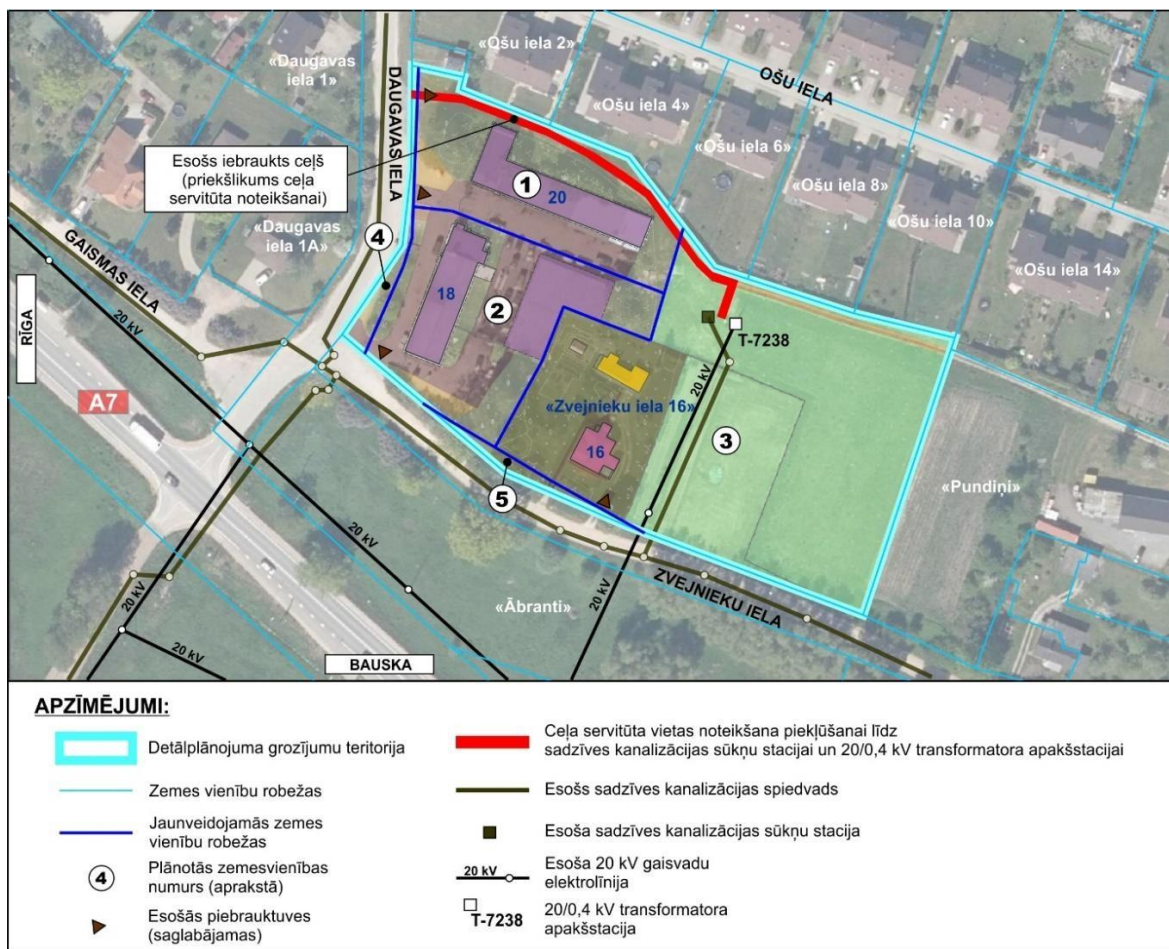 «Ošu iela 2»
«Daugavas
iela 1»
DAUGAVAS IELA
OŠU IELA
«Ošu iela 4»
«Ošu iela 6»
«Ošu iela 8»
«Ošu iela 10»
«Ošu iela 14»
Esošs iebraukts ceļš
(priekšlikums ceļa
servitūta noteikšanai)
1
20
«Daugavas
iela 1A»
4
GAISMAS IELA
RĪGA
20 kV
18
2
T-7238
20 kV
A7
«Zvejnieku iela 16»
3
16
5
«Pundiņi»
20 kV
20 kV
20 kV
20 kV
«Ābranti»
ZVEJNIEKU IELA
BAUSKA
APZĪMĒJUMI:
Detālplānojuma grozījumu teritorija
Zemes vienību robežas
Jaunveidojamās zemes
vienību robežas
4
Plānotās zemesvienības
numurs (aprakstā)
Esošās piebrauktuves
(saglabājamas)
Ceļa servitūta vietas noteikšana piekļūšanai līdz
sadzīves kanalizācijas sūkņu stacijai un 20/0,4 kV transformatora apakšstacijai
Esošs sadzīves kanalizācijas spiedvads
Esoša sadzīves kanalizācijas sūkņu stacija
20 kV
Esoša 20 kV gaisvadu
elektrolīnija
T-7238
20/0,4 kV transformatora
apakšstacija